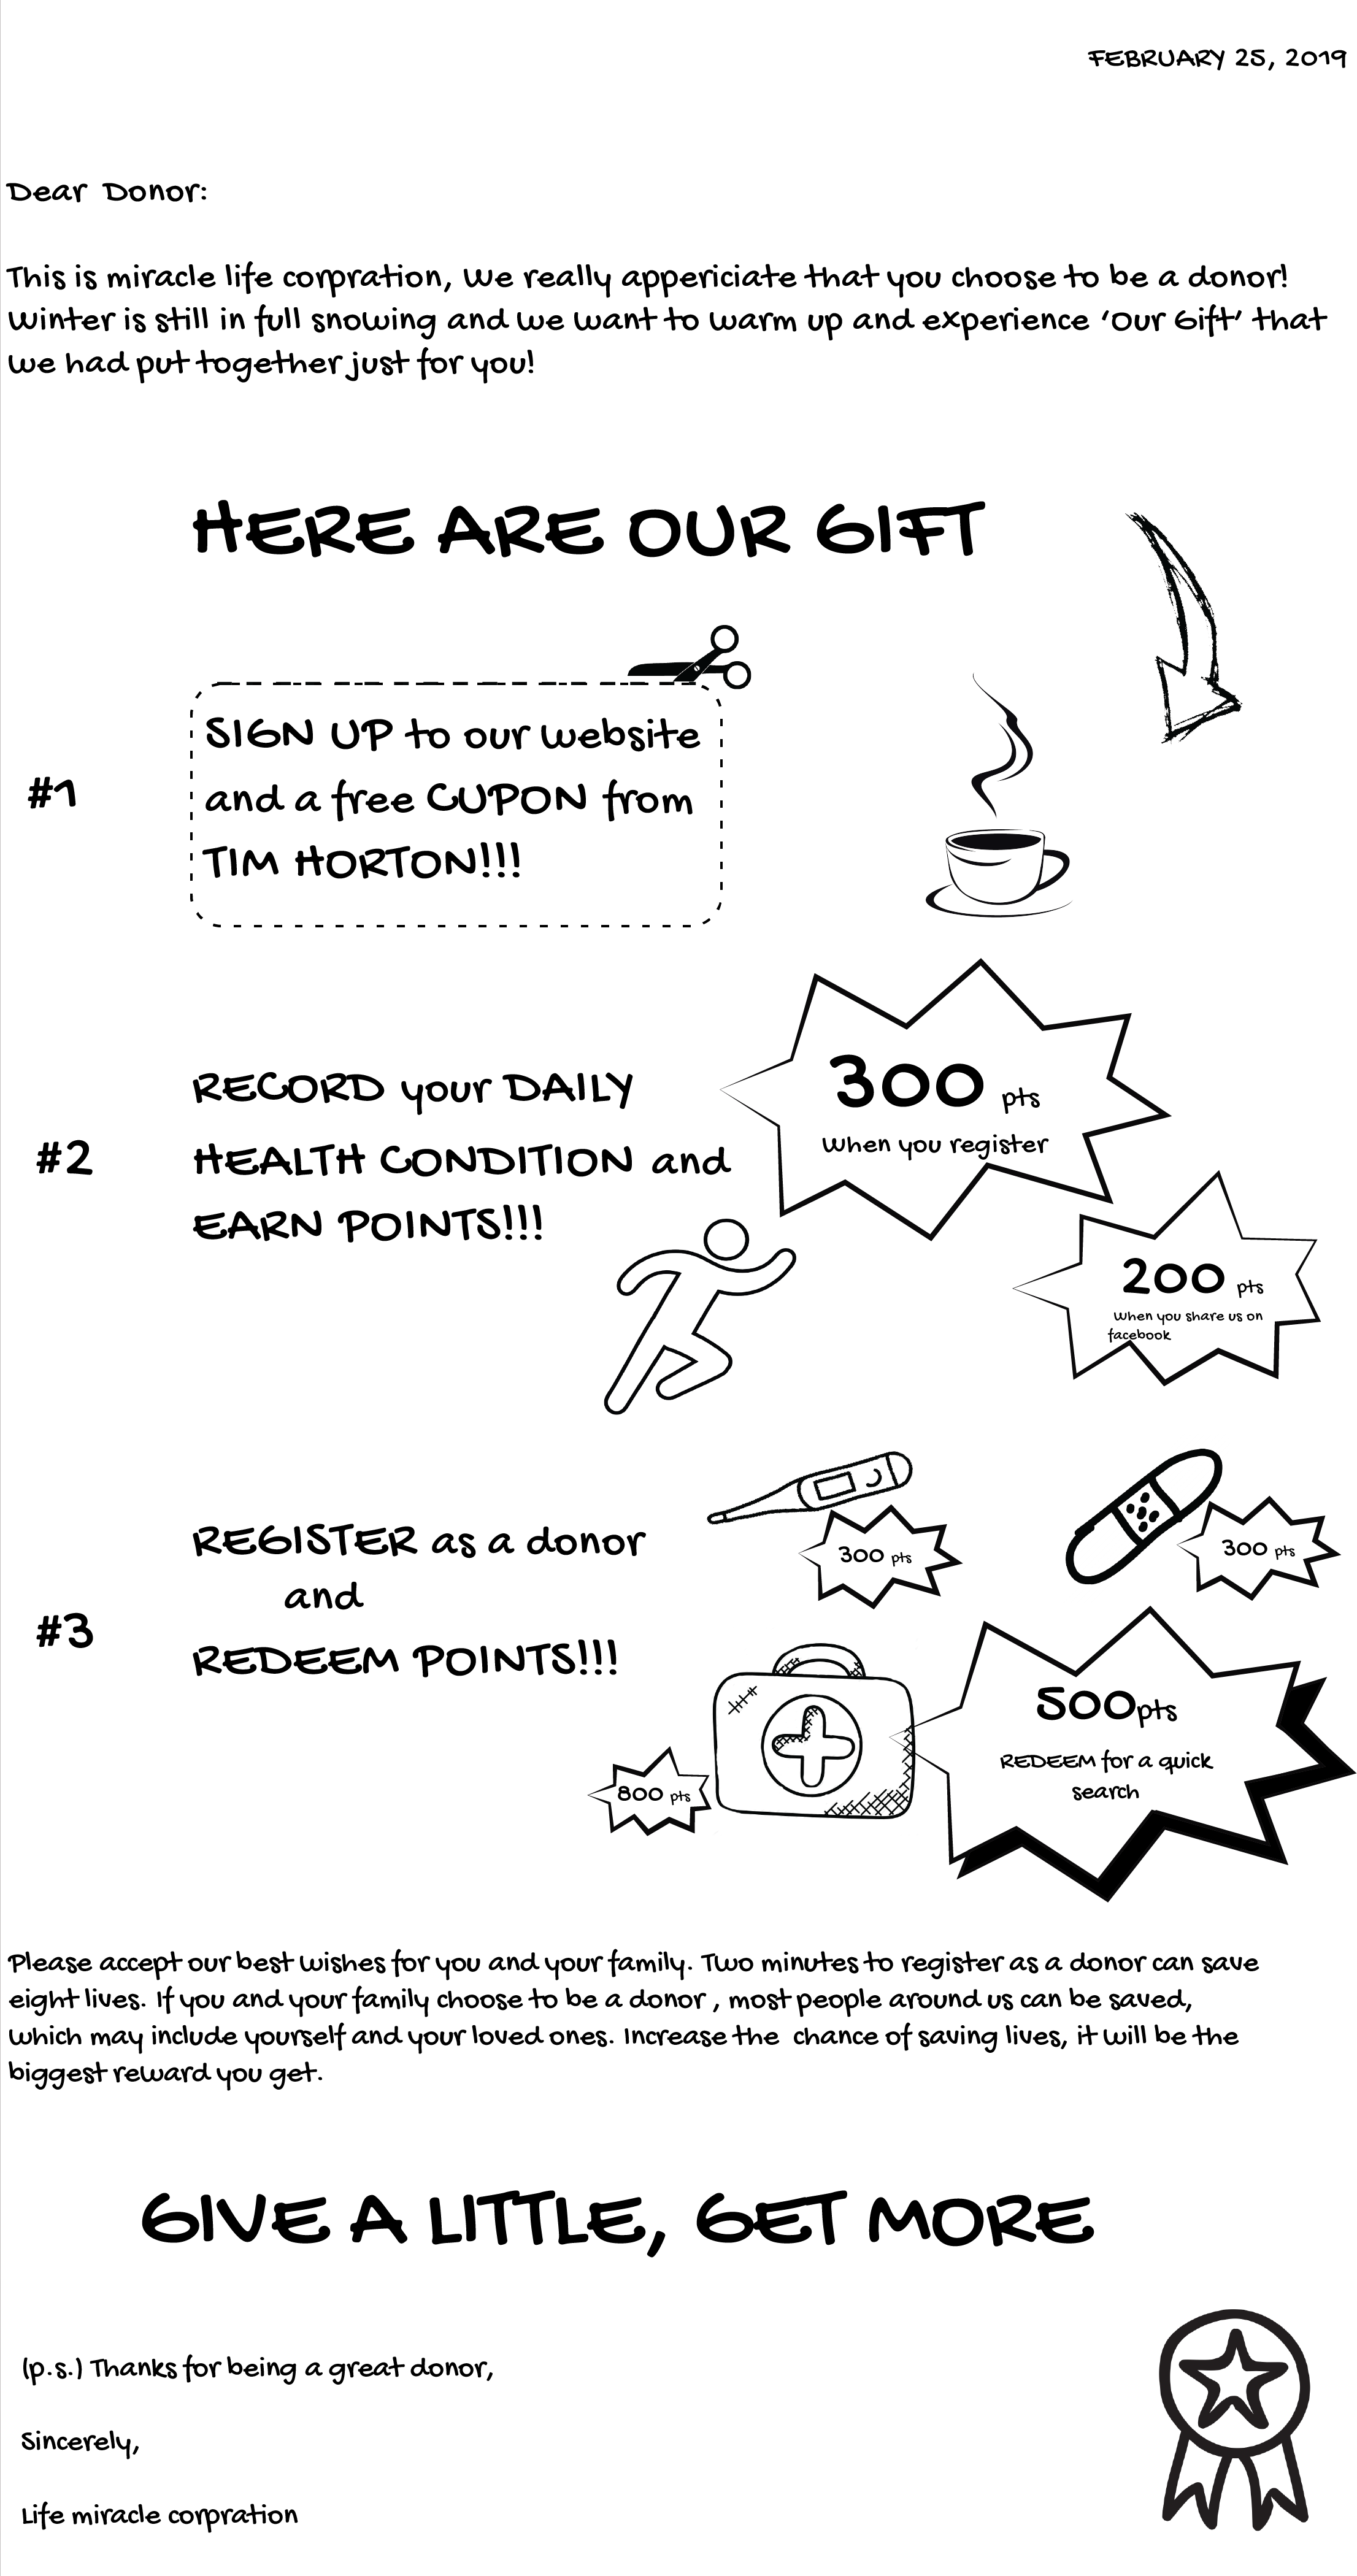 FEBRUARY 25, 2019
Dear Donor:
This is miracle life corpration, we really appericiate that you choose to be a donor!
Winter is still in full snowing and we want to warm up and experience 'Our Gift' that
we had put together just for you!
HERE ARE OUR GIFT
#1
SIGN UP to our website
and a free CUPON from
TIM HORTON!!!
#2
RECORD your DAILY
HEALTH CONDITION and
EARN POINTS!!!
300 pts
When you register
200 pts
When you share us on
facebook
#3
REGISTER as a donor
and
REDEEM POINTS!!!
300 pts
300 pts
800 pts
500pts
REDEEM for a quick
search
Please accept our best wishes for you and your family. Two minutes to register as a donor can save
eight lives. If you and your family choose to be a donor , most people around us can be saved,
which may include yourself and your loved ones. Increase the chance of saving lives, it will be the
biggest reward you get.
GIVE A LITTLE, GET MORE
(p.s.) Thanks for being a great donor,
Sincerely,
Life miracle corpration